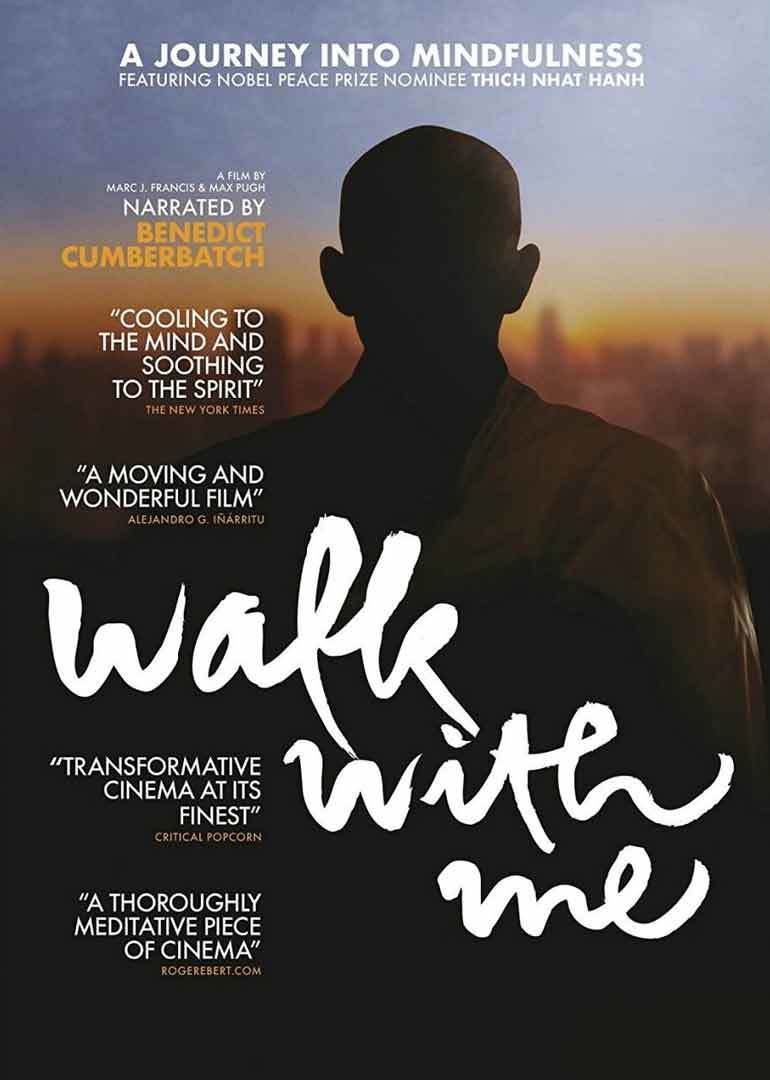 A JOURNEY INTO MINDFULNESS
FEATURING NOBEL PEACE PRIZE NOMINEE THICH NHAT HANH
A FILM BY
MARC J. FRANCIS & MAX PUGH
NARRATED BY
BENEDICT
CUMBERBATCH
“COOLING TO
THE MIND AND
SOOTHING
TO THE SPIRIT”
THE NEW YORK TIMES
“A MOVING AND
WONDERFUL FILM”
ALEJANDRO G. IÑÁRRITU
walk
with
me
“TRANSFORMATIVE
CINEMA AT ITS
FINEST”
CRITICAL POPCORN
“A THOROUGHLY
MEDITATIVE PIECE
OF CINEMA”
ROGEREBERT.COM